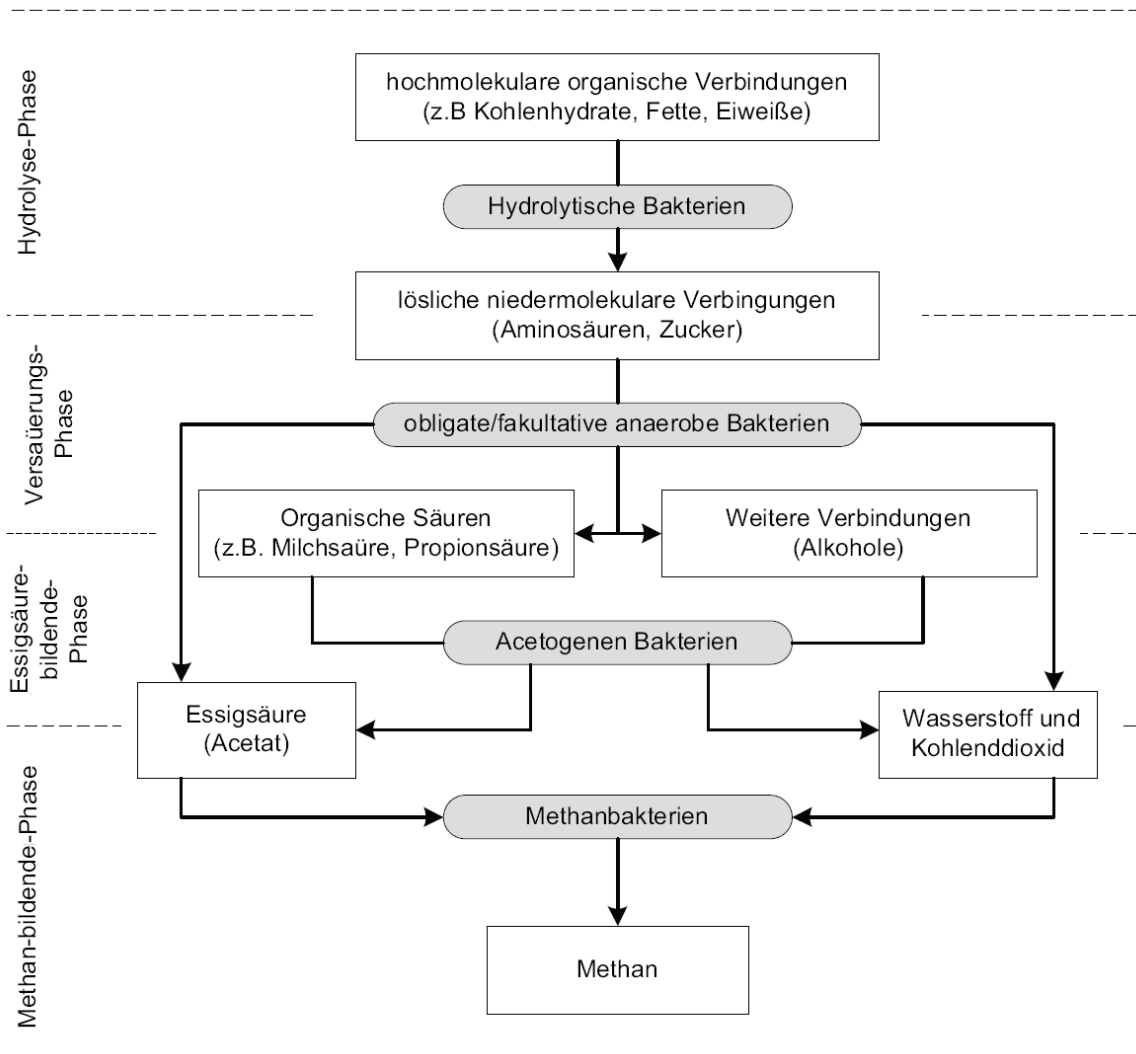 Hydrolyse-Phase
hochmolekulare organische Verbindungen
(z.B Kohlenhydrate, Fette, Eiweiße)
Hydrolytische Bakterien
lösliche niedermolekulare Verbingungen
(Aminosäuren, Zucker)
Versaüerungs-
Phase
obligate/fakultative anaerobe Bakterien
Organische Säuren
(z.B. Milchsaüre, Propionsäure)
Weitere Verbindungen
(Alkohole)
Essigsäure-
bildende-
Phase
Acetogenen Bakterien
Essigsäure
(Acetat)
Wasserstoff und
Kohlenddioxid
Methan-bildende-Phase
Methanbakterien
Methan